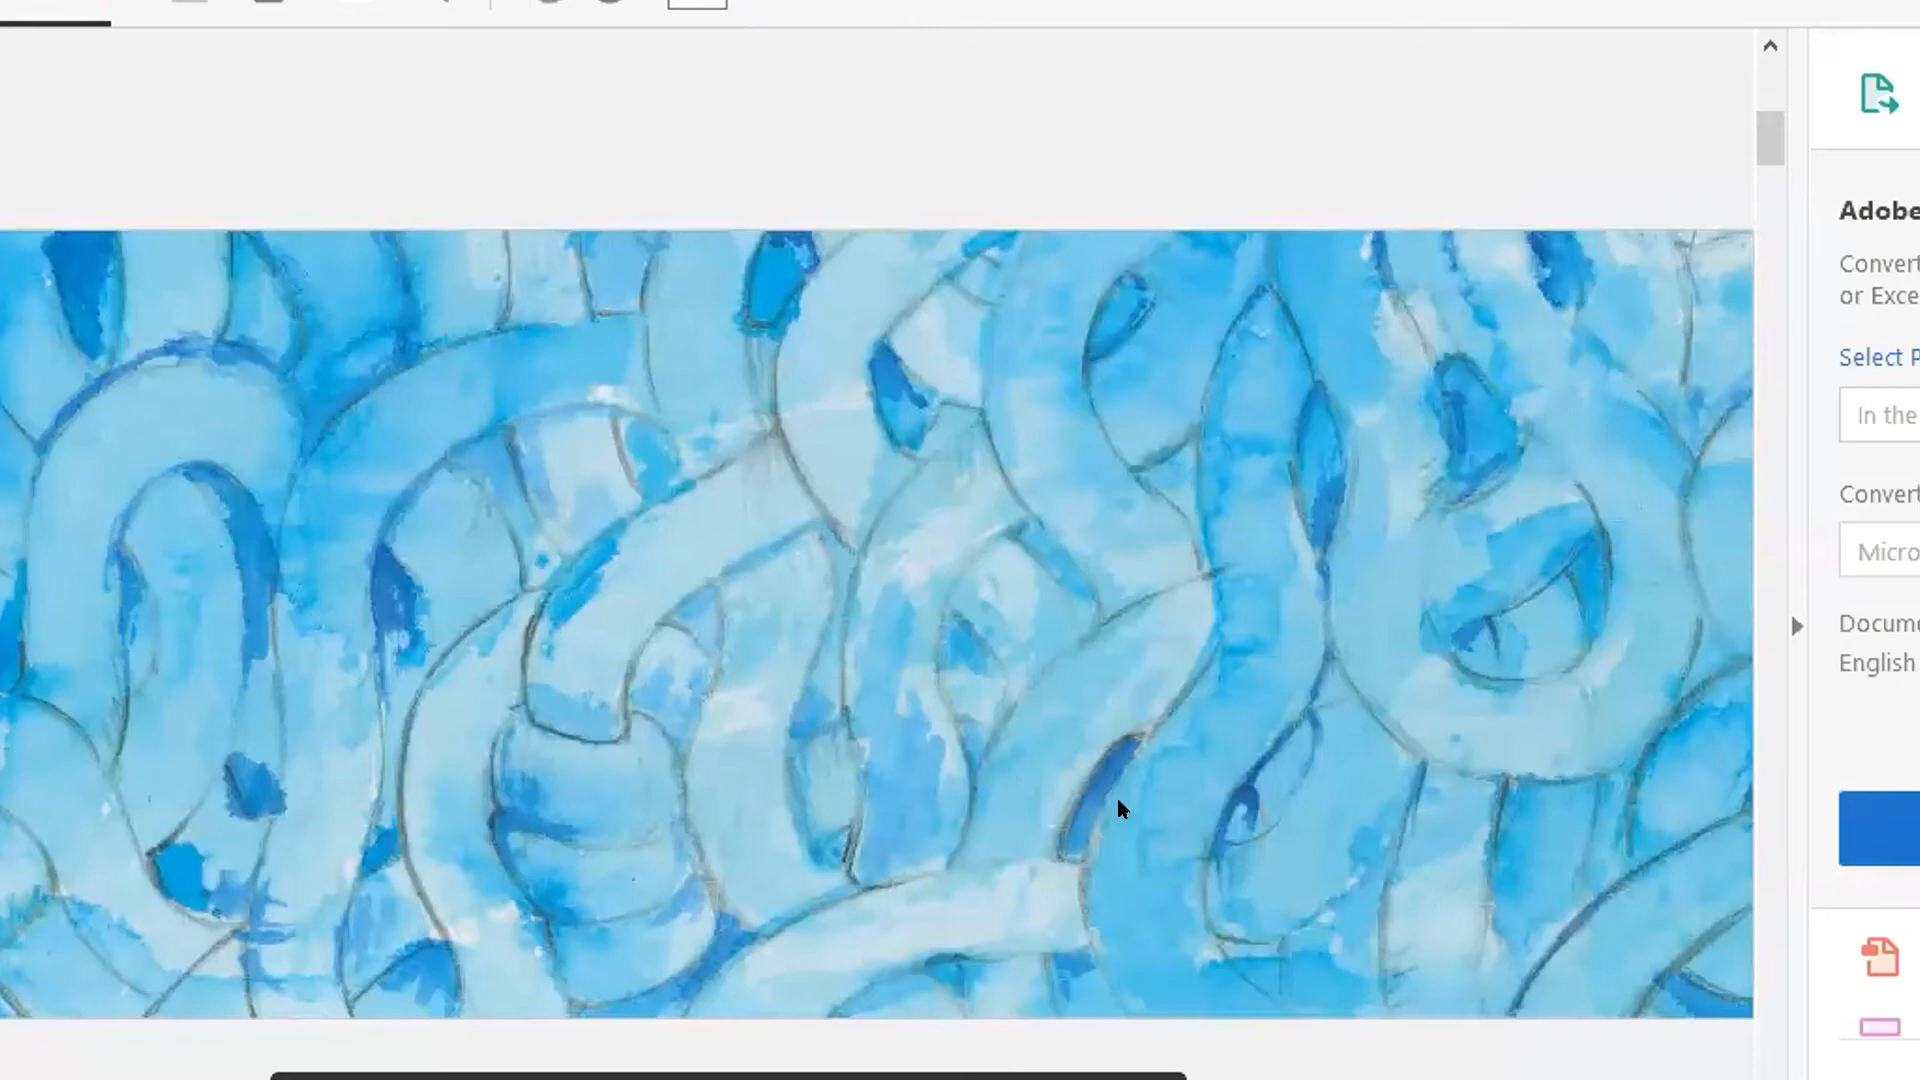 Adobe
Convert
or Exce
Select P
In the
Convert
Micro
Docume
English